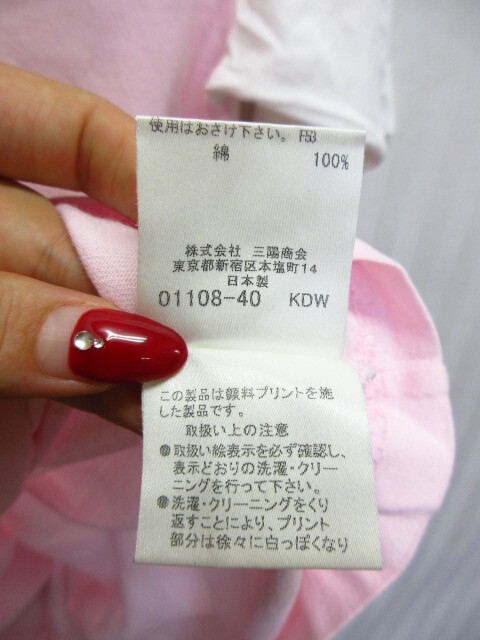 使用はおさけ下さい。 F53
綿 100%
株式会社 三陽商会
東京都新宿区本塩町14
日本製
01108-40 KDW
この製品は顔料プリントを施
した製品です。
取扱い上の注意
●取扱い絵表示を必ず確認し、
表示どおりの洗濯・クリー
ニングを行って下さい。
●洗濯・クリーニングをくり
返すことにより、プリント
部分は徐々に白っぽくなり